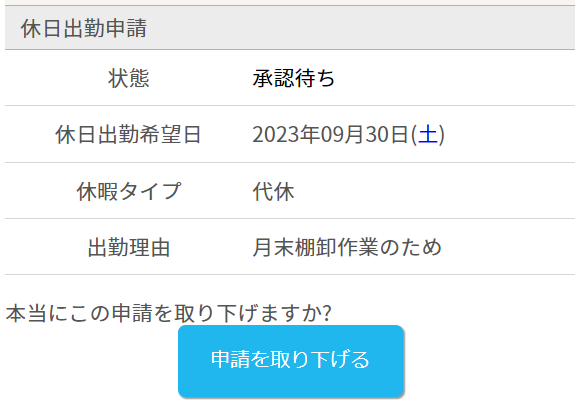 休日出勤申請
状態 承認待ち
休日出勤希望日 2023年09月30日(土)
休暇タイプ 代休
出勤理由 月末棚卸作業のため
本当にこの申請を取り下げますか?
申請を取り下げる